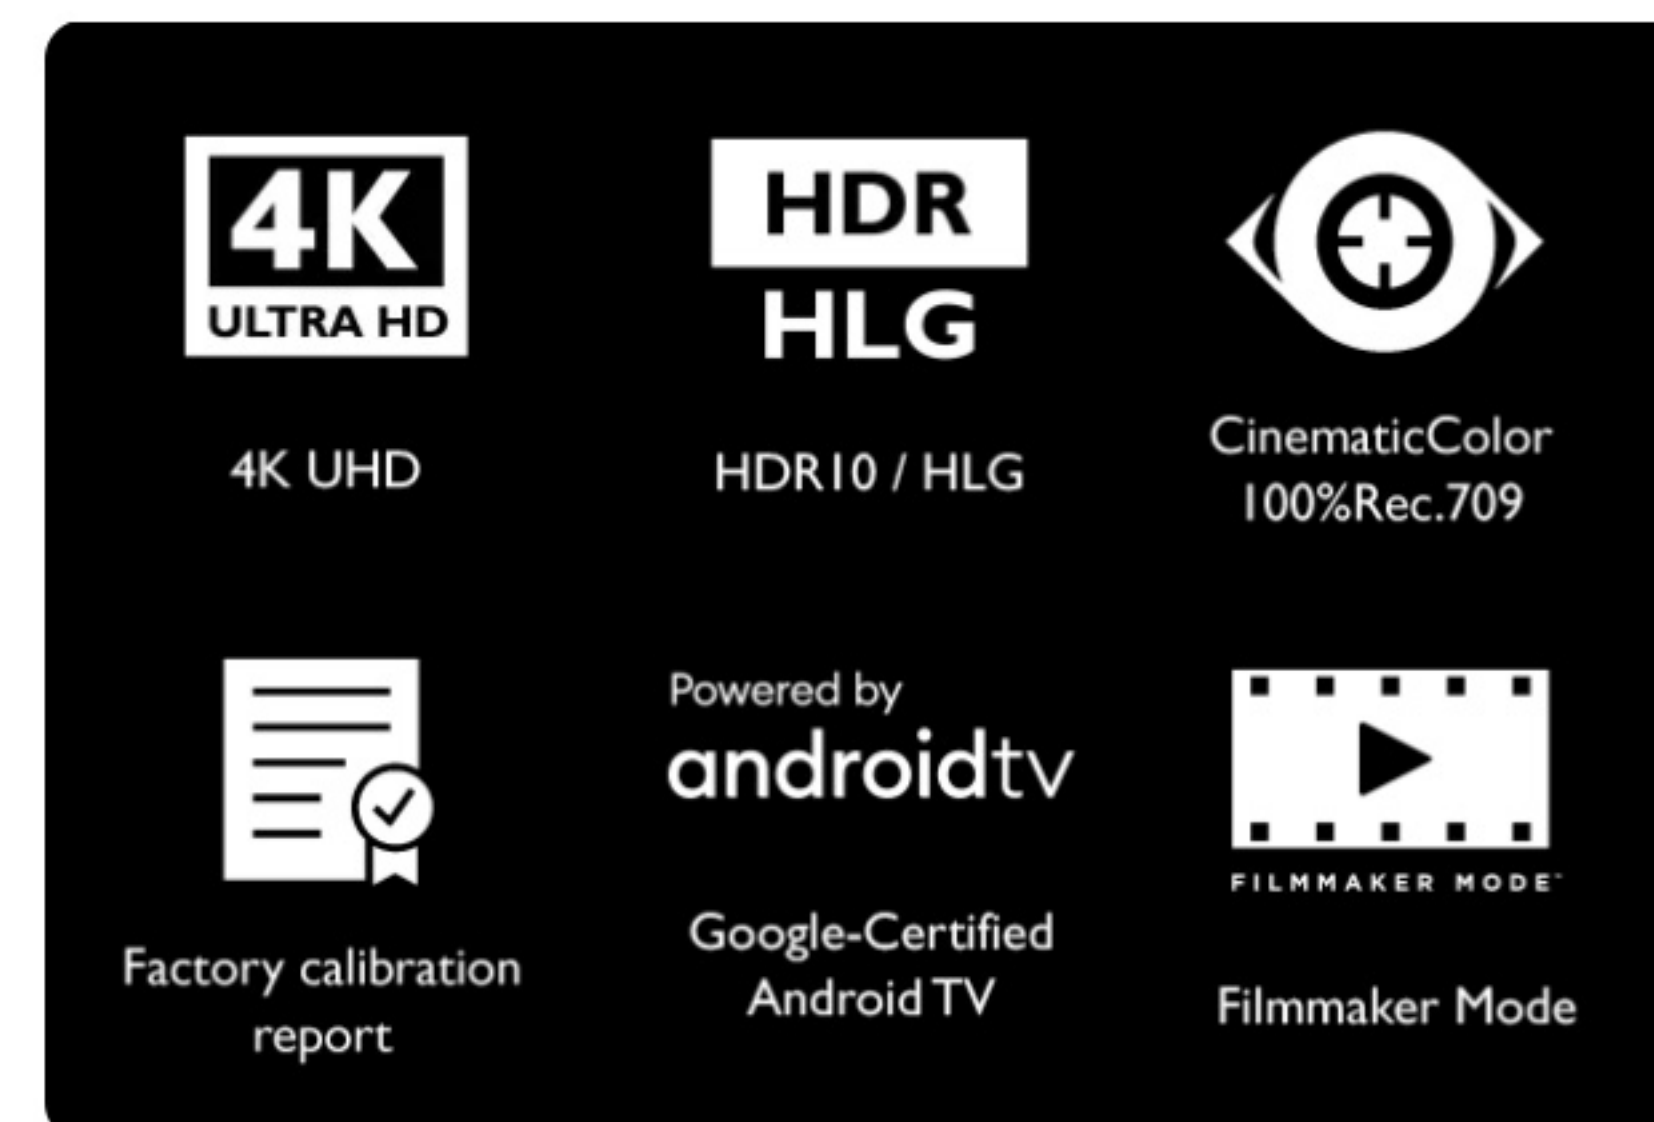 4K
ULTRA HD
4K UHD
HDR
HLG
HDR10 / HLG
CinematicColor
100%Rec.709
Factory calibration
report
Powered by
androidtv
Google-Certified
Android TV
FILMMAKER MODE™
Filmmaker Mode